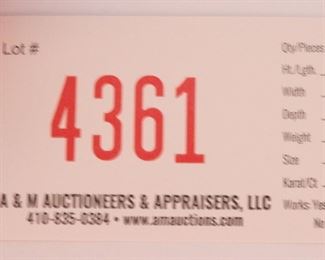 Lot #
4361
A & M AUCTIONEERS & APPRAISERS, LLC
410-835-0384 • www.amauctions.com
Qty/Pieces
Ht./Lgth.
Width
Depth
Weight
Size
Karat/Ct
Works: Yes
No